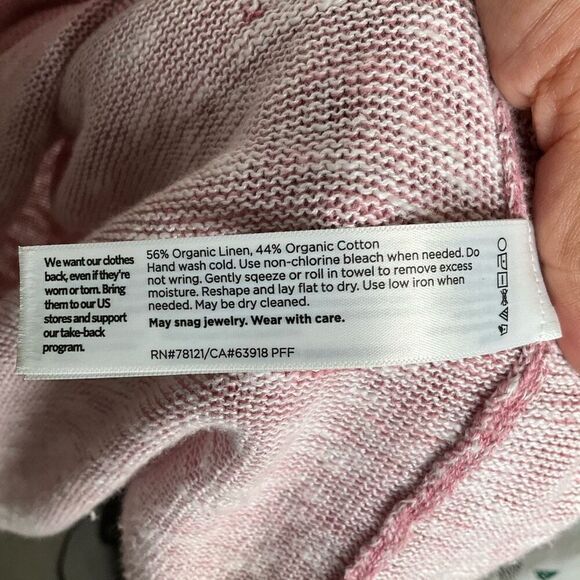 We want our clothes
back, even if they're
worn or torn. Bring
them to our US
stores and support
our take-back
program.
56% Organic Linen, 44% Organic Cotton
Hand wash cold. Use non-chlorine bleach when needed. Do
not wring. Gently sqeeze or roll in towel to remove excess
moisture. Reshape and lay flat to dry. Use low iron when
needed. May be dry cleaned.
May snag jewelry. Wear with care.
RN#78121/CA#63918 PFF